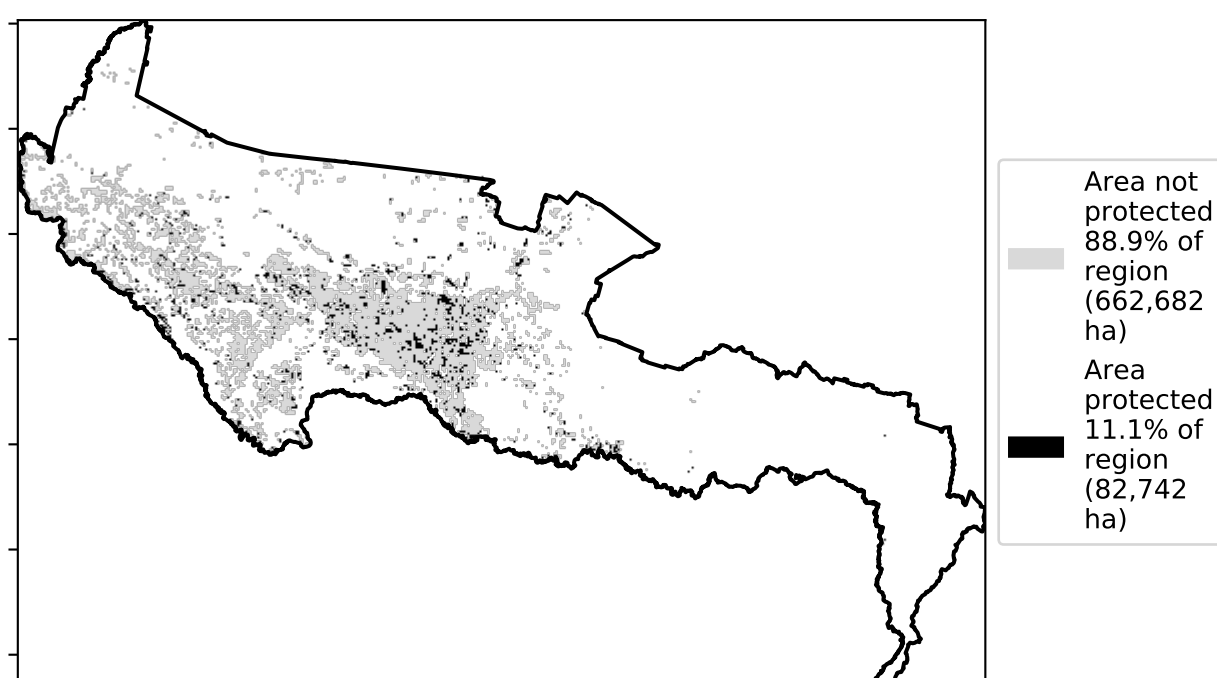 Area not
protected
88.9% of
region
(662,682
ha)
Area
protected
11.1% of
region
(82,742
ha)